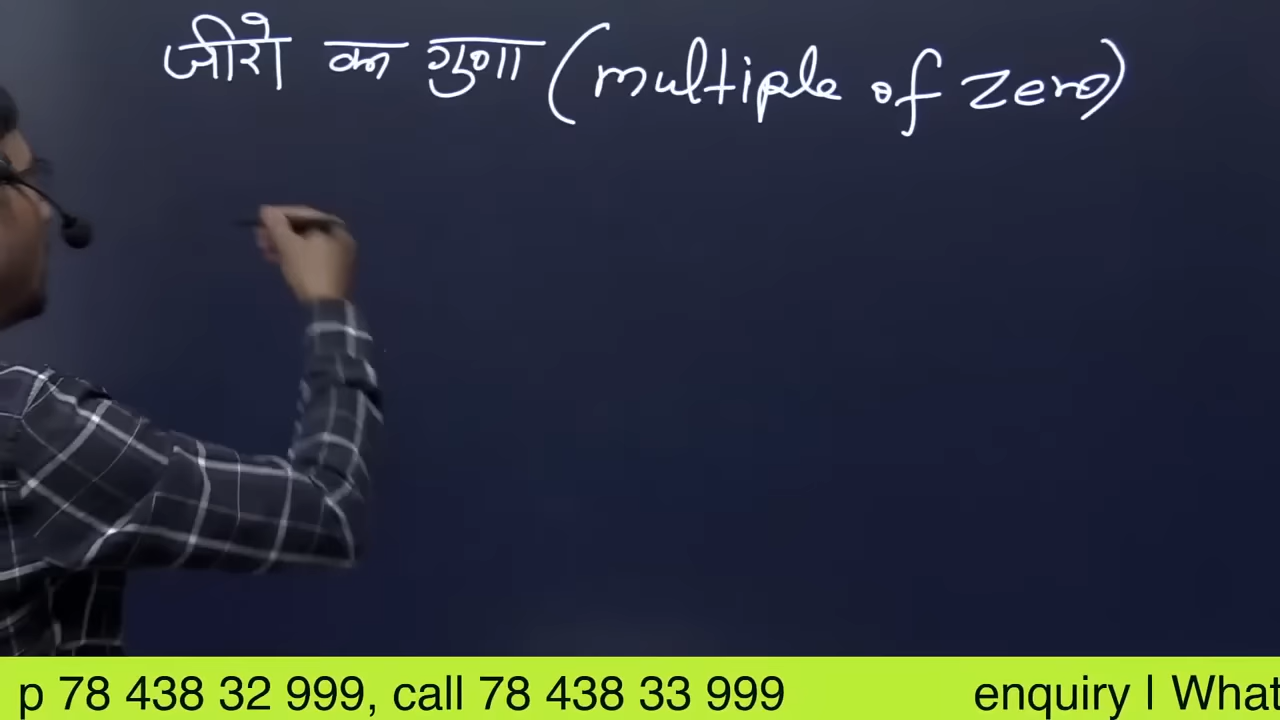 जीरो का गुणा (multiple of zero)
p 78 438 32 999, call 78 438 33 999 enquiry l What